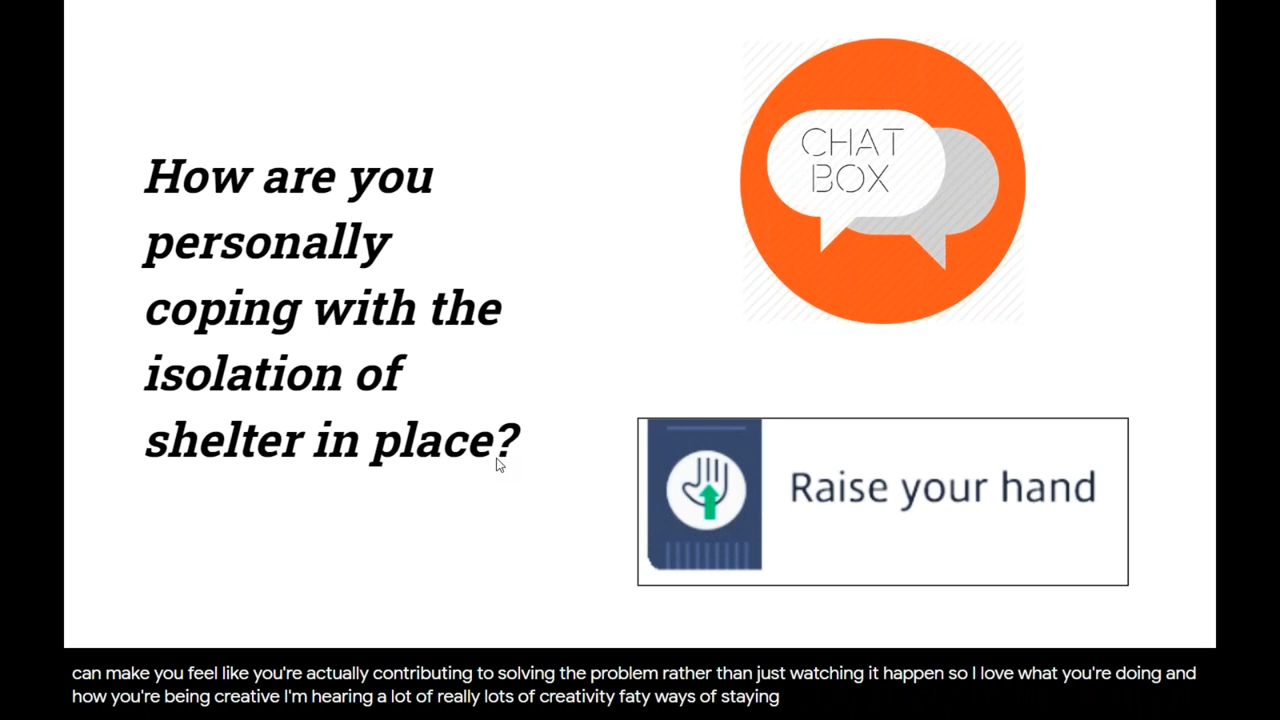 How are you
personally
coping with the
isolation of
shelter in place?
CHAT
BOX
Raise your hand
can make you feel like you're actually contributing to solving the problem rather than just watching it happen so I love what you're doing and
how you're being creative I'm hearing a lot of really lots of creativity faty ways of staying